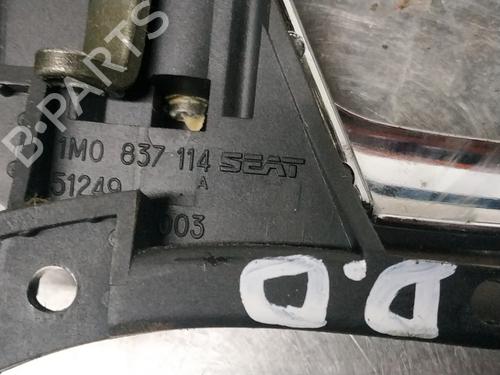 B-PARTS
1M0 837 114 SEAT
51249 A
003
D.D